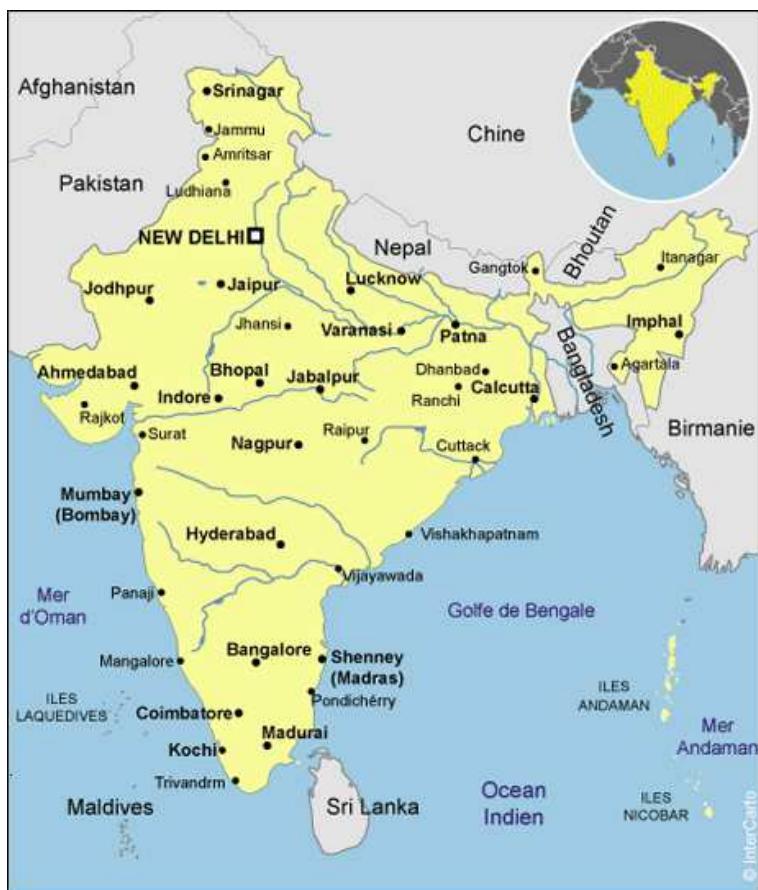 Afghanistan
Srinagar
Chine
Jammu
Amritsar
Pakistan
Ludhiana
NEW DELHI
Nepal
Bhoutan
Gangtok
Itanagar
Jodhpur
Jaipur
Lucknow
Jhansi
Varanasi
Patna
Imphal
Bangladesh
Ahmedabad
Bhopal
Jabalpur
Dhanbad
Agartala
Rajkot
Indore
Ranchi
Calcutta
Surat
Nagpur
Raipur
Cuttack
Birmanie
Mumbay
(Bombay)
Hyderabad
Vishakhapatnam
Vijayawada
Mer
d'Oman
Panaji
Golfe de Bengale
Mangalore
Bangalore
Shenney
(Madras)
ILES
LAQUEDIVES
Pondichérry
ILES
ANDAMAN
Coimbatore
Mer
Andaman
Kochi
Madurai
Trivandrm
Maldives
Sri Lanka
Ocean
Indien
ILES
NICOBAR
© InterCarto